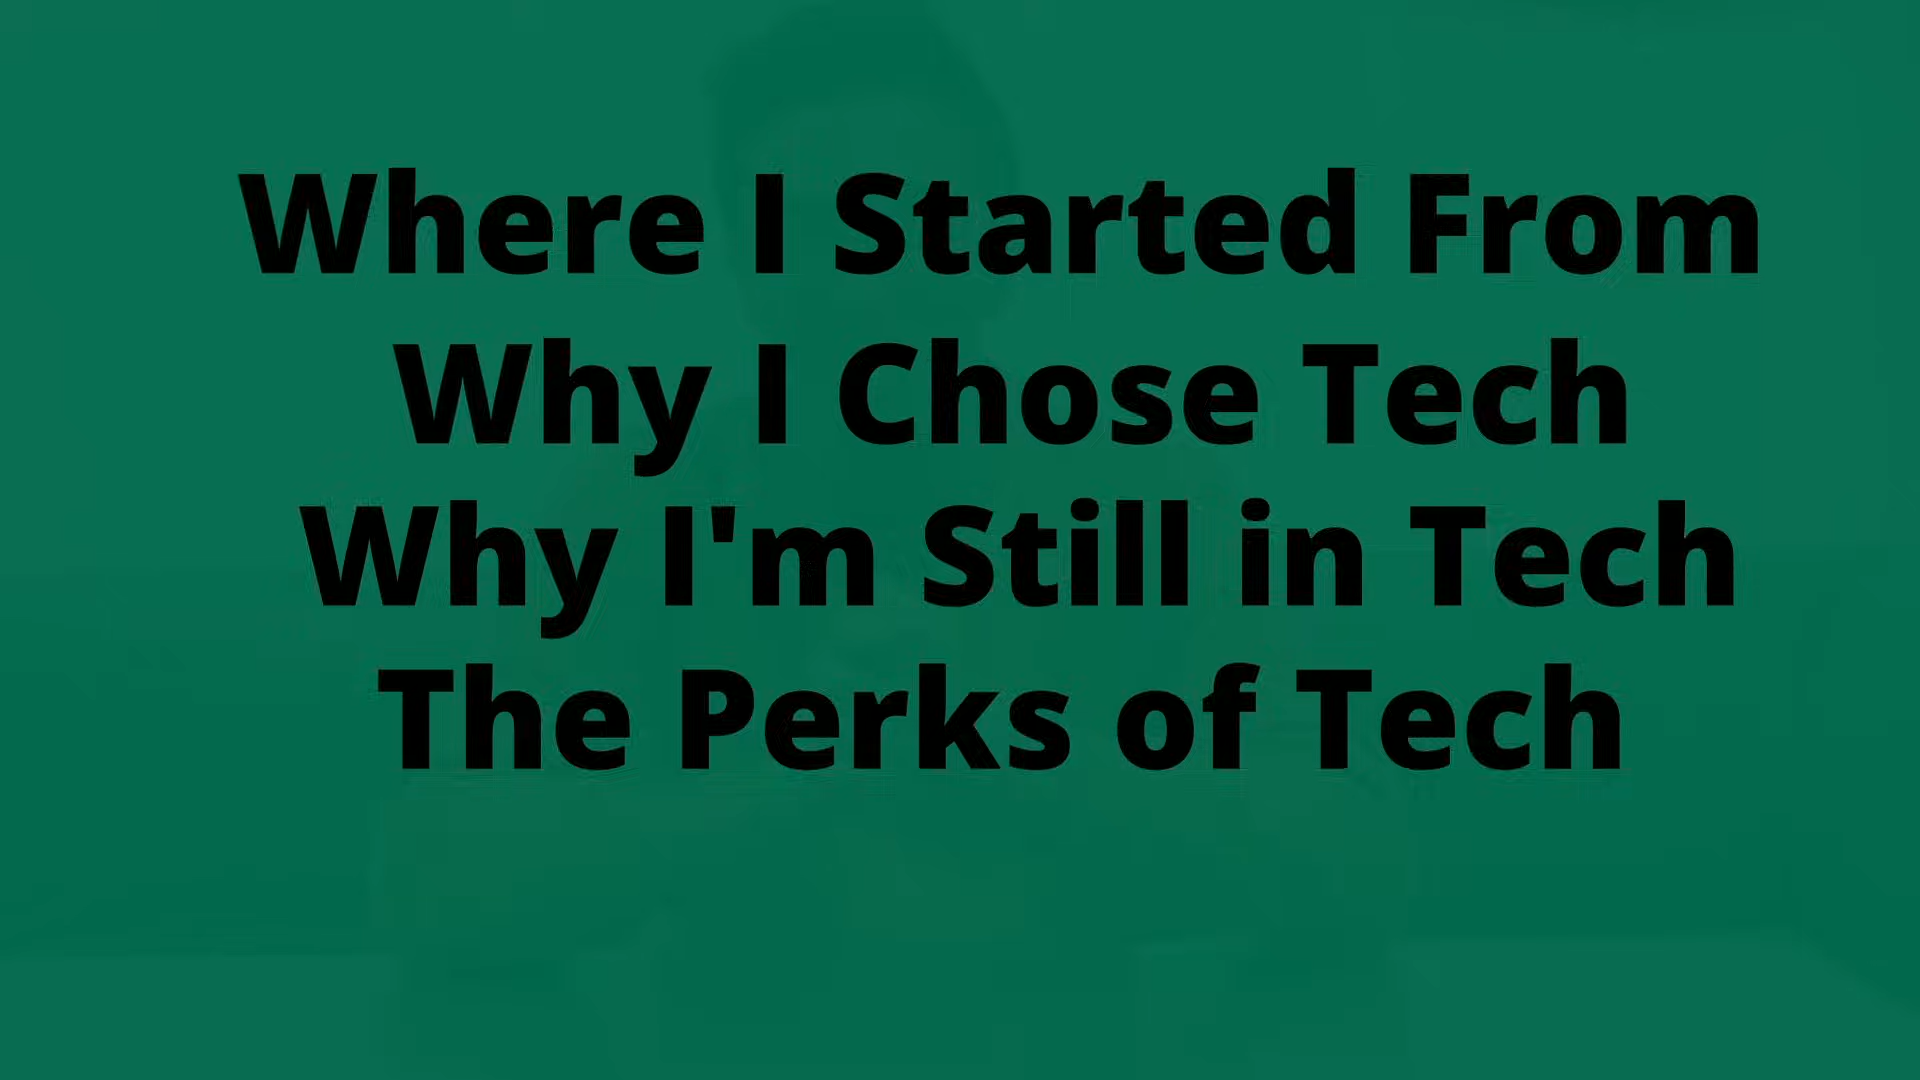 Where I Started From
Why I Chose Tech
Why I'm Still in Tech
The Perks of Tech